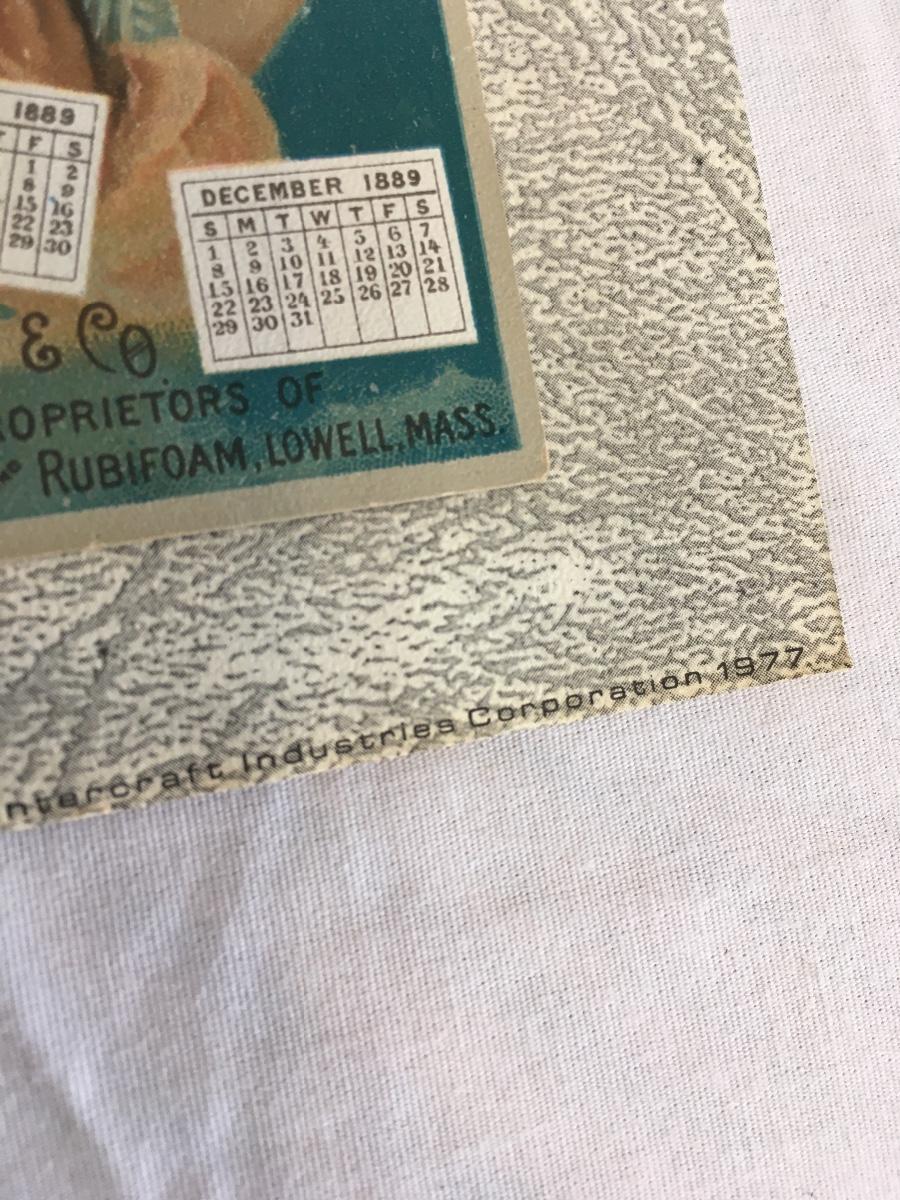 1889
F S
1 2
8 9
15 16
22 23
29 30
DECEMBER 1889
S M T W T F S
1 2 3 4 5 6 7
8 9 10 11 12 13 14
15 16 17 18 19 20 21
22 23 24 25 26 27 28
29 30 31
& Co
ROPRIETORS OF
RUBIFOAM, LOWELL, MASS.
ntercraft Industries Corporation 1977